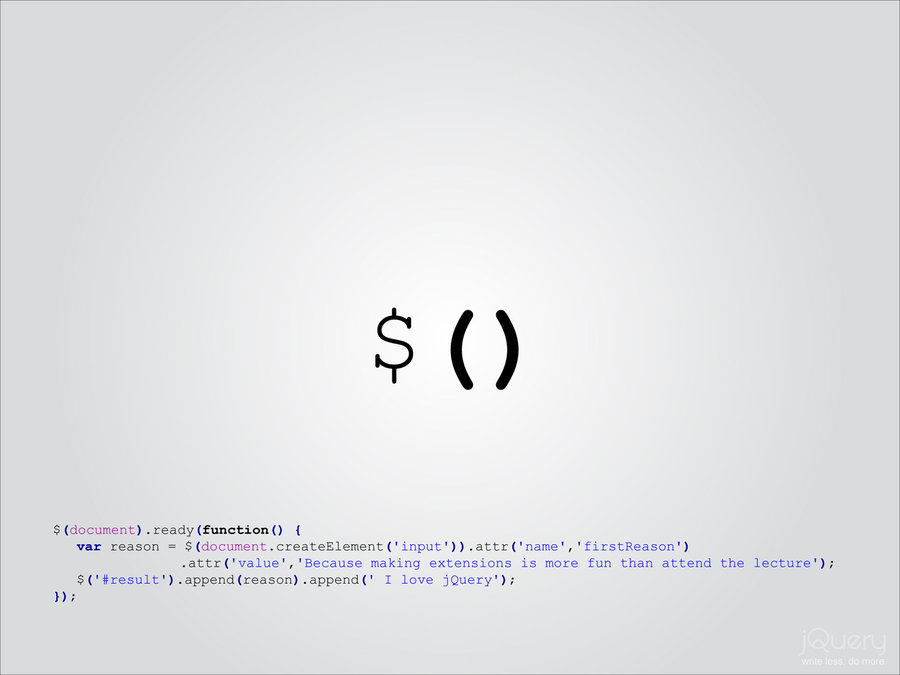 $ ()
$(document).ready(function() {
var reason = $(document.createElement('input')).attr('name','firstReason')
.attr('value','Because making extensions is more fun than attend the lecture');
$('#result').append(reason).append(' I love jQuery');
});
jQuery
write less, do more